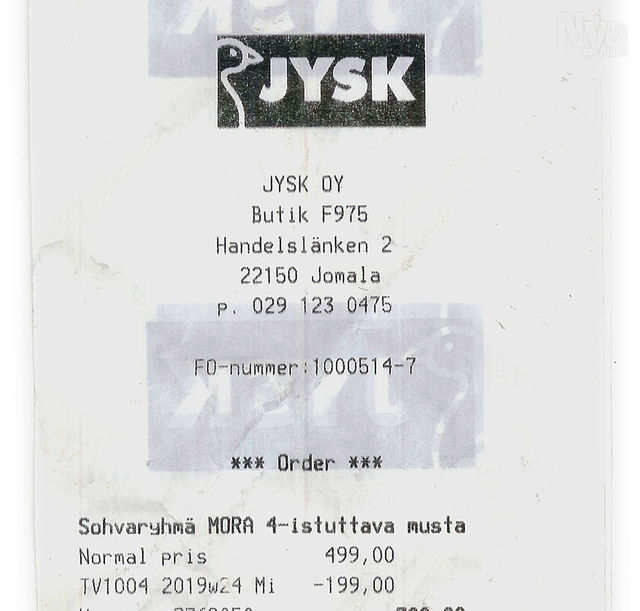 Nya
JYSK
JYSK OY
Butik F975
Handelslänken 2
22150 Jomala
p. 029 123 0475
FO-nummer:1000514-7
*** Order ***
Sohvaryhmä MORA 4-istuttava musta
Normal pris 499,00
TV1004 2019w24 Mi -199,00